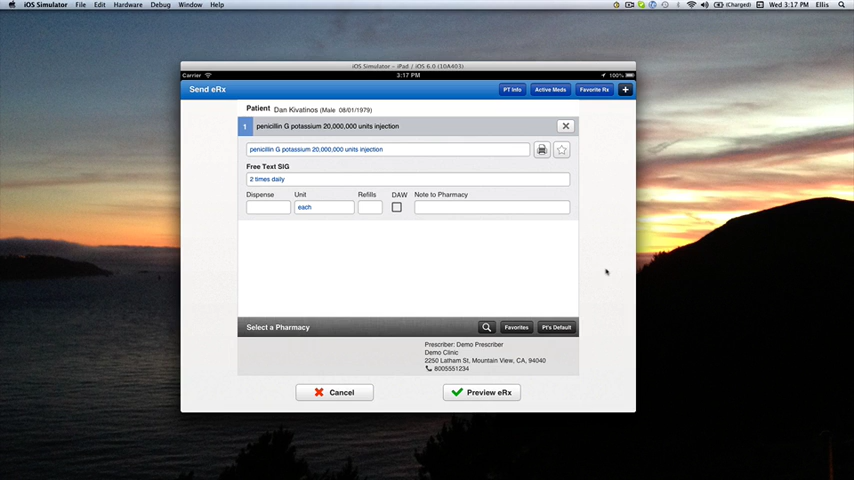 iOS Simulator File Edit Hardware Debug Window Help (Charged) Wed 3:17 PM Ellis
iOS Simulator – iPad / iOS 6.0 (10A403)
Carrier 3:17 PM 100%
Send eRx PT Info Active Meds Favorite Rx +
Patient Dan Kivatinos (Male 08/01/1979)
1 penicillin G potassium 20,000,000 units injection
penicillin G potassium 20,000,000 units injection
Free Text SIG
2 times daily
Dispense Unit Refills DAW Note to Pharmacy
each
Select a Pharmacy Favorites Pt's Default
Prescriber: Demo Prescriber
Demo Clinic
2250 Latham St, Mountain View, CA, 94040
8005551234
Cancel Preview eRx